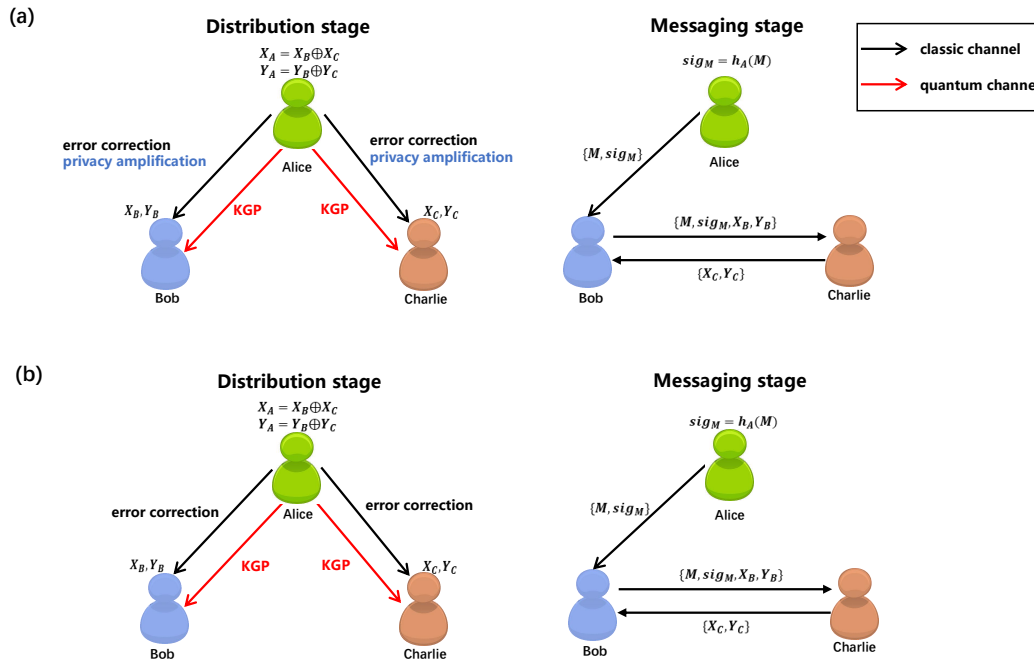 (a)
Distribution stage
X_A = X_B⊕X_C
Y_A = Y_B⊕Y_C
error correction
privacy amplification
error correction
privacy amplification
Alice
KGP
KGP
X_B, Y_B
X_C, Y_C
Bob
Charlie
Messaging stage
sig_M = h_A(M)
Alice
{M, sig_M}
{M, sig_M, X_B, Y_B}
{X_C, Y_C}
Bob
Charlie
classic channel
quantum channel
(b)
Distribution stage
X_A = X_B⊕X_C
Y_A = Y_B⊕Y_C
error correction
error correction
Alice
KGP
KGP
X_B, Y_B
X_C, Y_C
Bob
Charlie
Messaging stage
sig_M = h_A(M)
Alice
{M, sig_M}
{M, sig_M, X_B, Y_B}
{X_C, Y_C}
Bob
Charlie